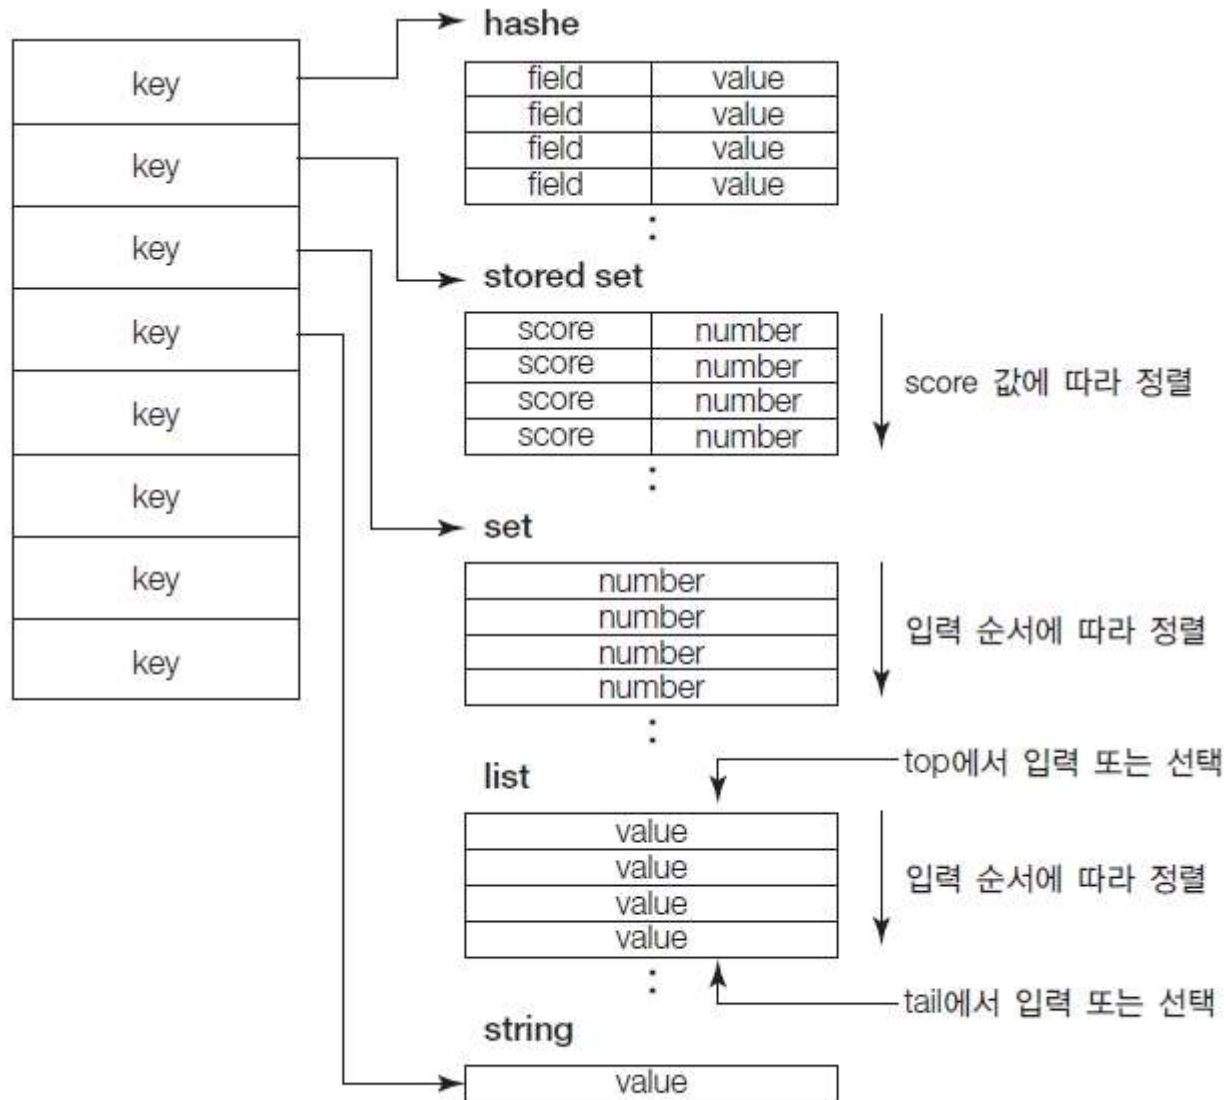 key
key
key
key
key
key
key
key
hashe
field value
field value
field value
field value
stored set
score number
score number
score number
score number
score 값에 따라 정렬
set
number
number
number
number
입력 순서에 따라 정렬
list
top에서 입력 또는 선택
value
value
value
value
입력 순서에 따라 정렬
tail에서 입력 또는 선택
string
value